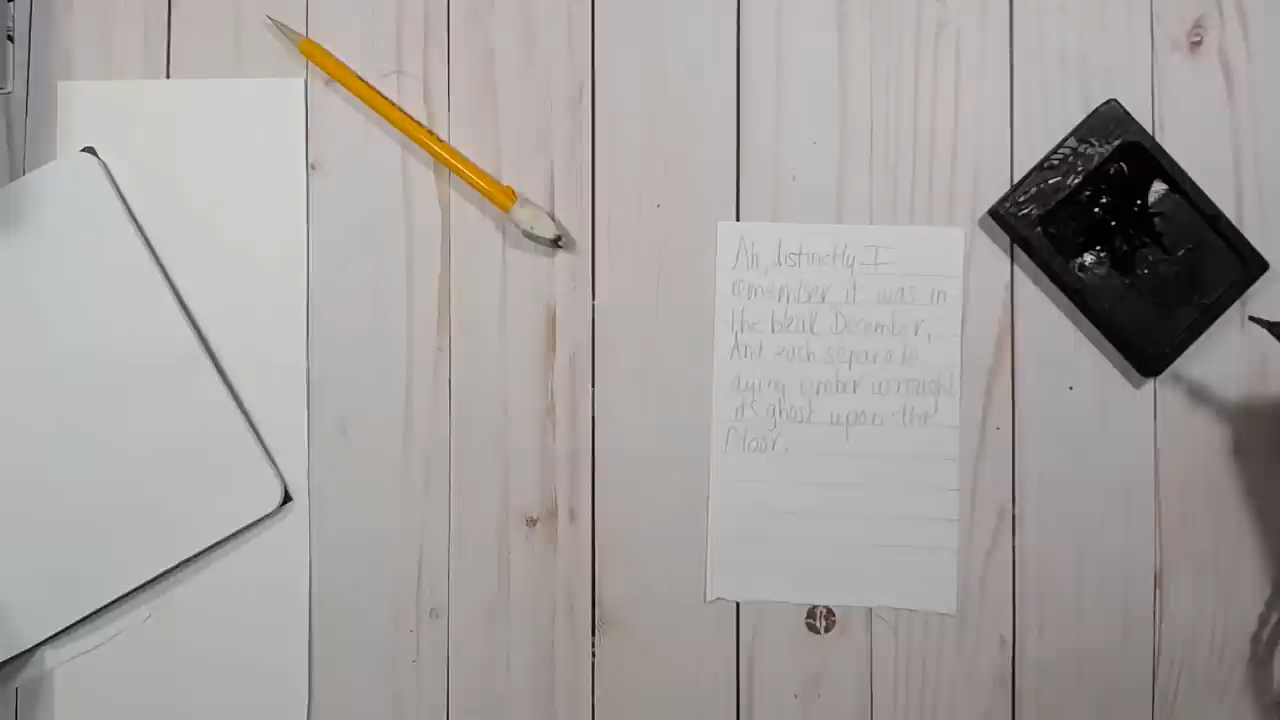 Ah, distinctly I
remember it was in
the bleak December,
And each separate
dying ember wrought
its ghost upon the
floor.